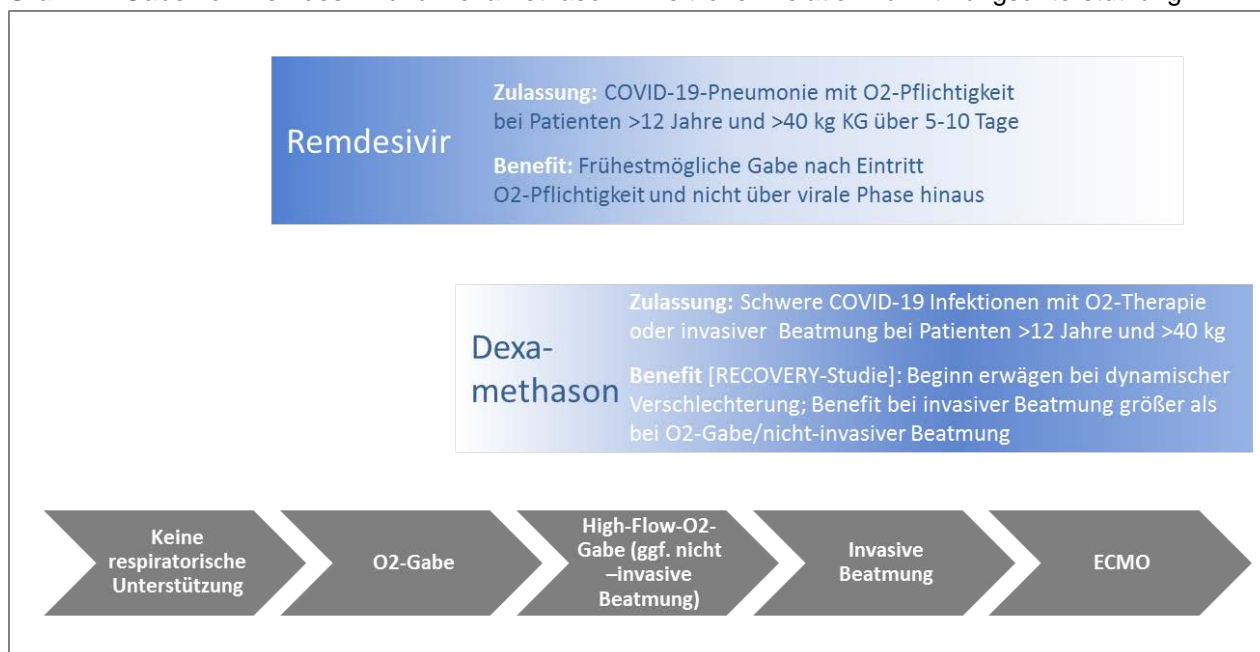 Remdesivir
Zulassung: COVID-19-Pneumonie mit O2-Pflichtigkeit
bei Patienten >12 Jahre und >40 kg KG über 5-10 Tage
Benefit: Frühestmögliche Gabe nach Eintritt
O2-Pflichtigkeit und nicht über virale Phase hinaus
Dexa-
methason
Zulassung: Schwere COVID-19 Infektionen mit O2-Therapie
oder invasiver Beatmung bei Patienten >12 Jahre und >40 kg
Benefit [RECOVERY-Studie]: Beginn erwägen bei dynamischer
Verschlechterung; Benefit bei invasiver Beatmung größer als
bei O2-Gabe/nicht-invasiver Beatmung
Keine
respiratorische
Unterstützung
O2-Gabe
High-Flow-O2-
Gabe (ggf. nicht
–invasive
Beatmung)
Invasive
Beatmung
ECMO